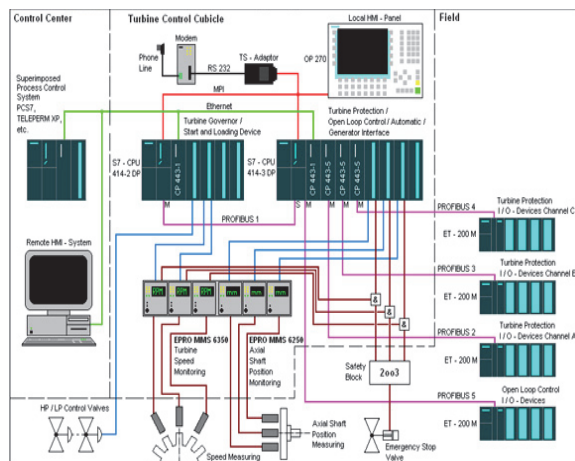 Control Center
Turbine Control Cubicle
Field
Local HMI - Panel
Modem
Phone
Line
RS 232
TS - Adaptor
OP 270
Superimposed
Process Control
System
PCS7,
TELEPERM XP,
etc.
MPI
Ethernet
Turbine Governor /
Start and Loading Device
Turbine Protection /
Open Loop Control / Automatic /
Generator Interface
S7 - CPU
414-2 DP
CP 443-1
S7 - CPU
414-3 DP
CP 443-1
CP 443-5
CP 443-5
CP 443-5
M
S
M
M
M
M
PROFIBUS 1
PROFIBUS 4
Turbine Protection
I / O - Devices Channel C
ET - 200 M
Remote HMI - System
PROFIBUS 3
Turbine Protection
I / O - Devices Channel B
ET - 200 M
RPM
RPM
RPM
mm
mm
mm
&
&
&
EPRO MMS 6350
Turbine
Speed
Monitoring
EPRO MMS 6250
Axial
Shaft
Position
Monitoring
PROFIBUS 2
Turbine Protection
I / O - Devices Channel A
ET - 200 M
Safety
Block
2oo3
PROFIBUS 5
Open Loop Control
I / O - Devices
ET - 200 M
HP / LP Control Valves
Speed Measuring
Axial Shaft
Position
Measuring
Emergency Stop
Valve